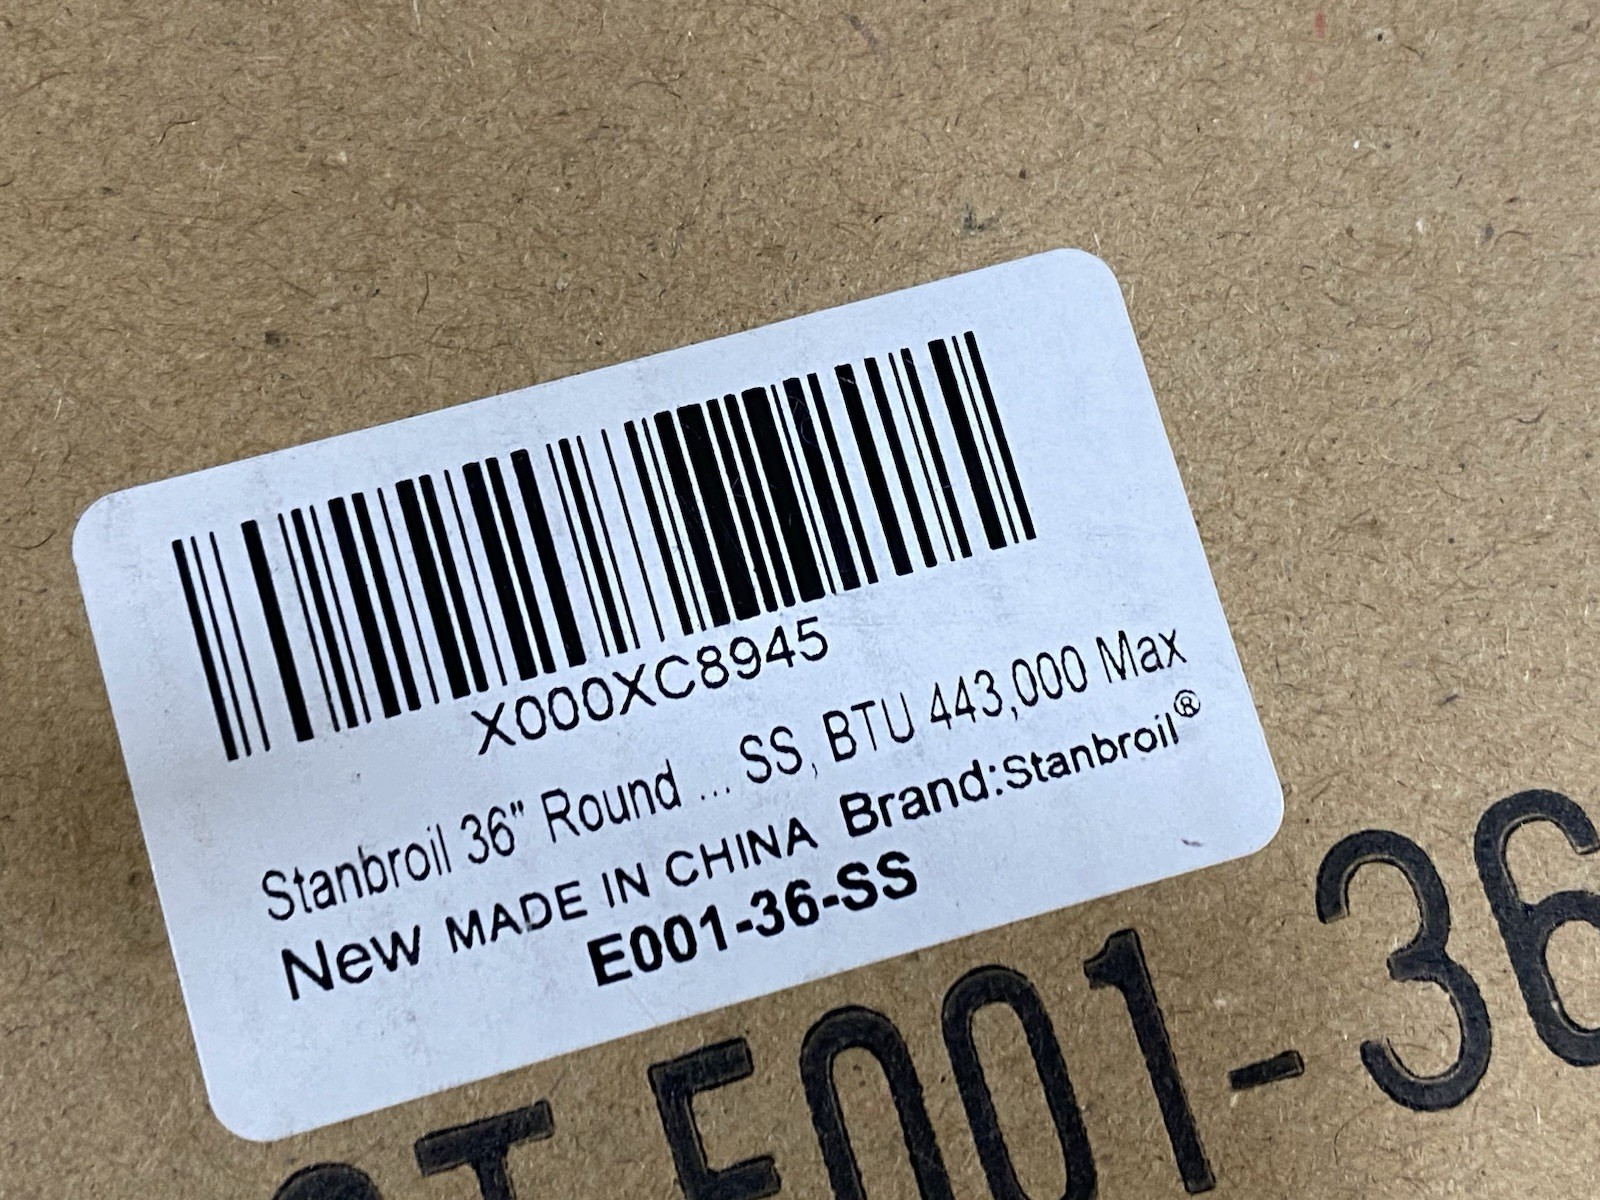 X000XC8945
Stanbroil 36" Round ... SS, BTU 443,000 Max
New MADE IN CHINA Brand:Stanbroil®
E001-36-SS
ST E001-36